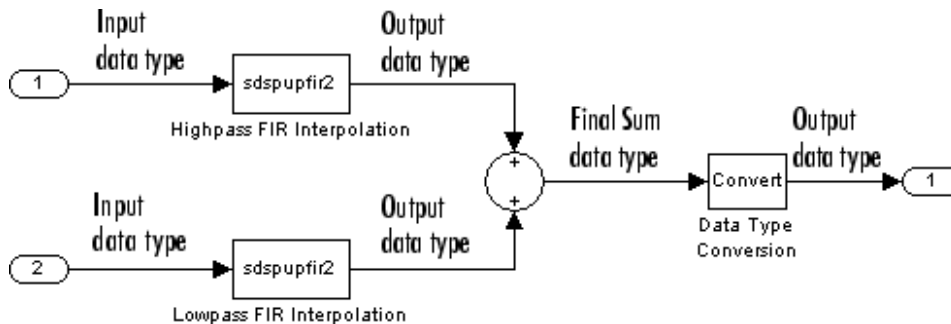 Input
data type
Output
data type
1
sdspupfir2
Highpass FIR Interpolation
+
+
Final Sum
data type
Output
data type
Convert
1
Data Type
Conversion
Input
data type
Output
data type
2
sdspupfir2
Lowpass FIR Interpolation